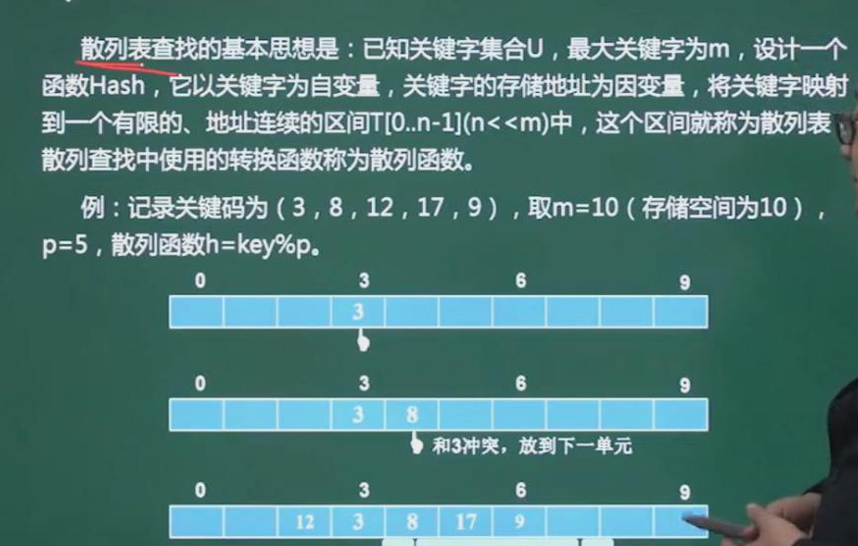 散列表查找的基本思想是：已知关键字集合U，最大关键字为m，设计一个
函数Hash，它以关键字为自变量，关键字的存储地址为因变量，将关键字映射
到一个有限的、地址连续的区间T[0..n-1](n<<m)中，这个区间就称为散列表
散列查找中使用的转换函数称为散列函数。
例：记录关键码为（3，8，12，17，9），取m=10（存储空间为10），
p=5，散列函数h=key%p。
0 3 6 9
3
0 3 6 9
3 8
和3冲突，放到下一单元
0 3 6 9
12 3 8 17 9